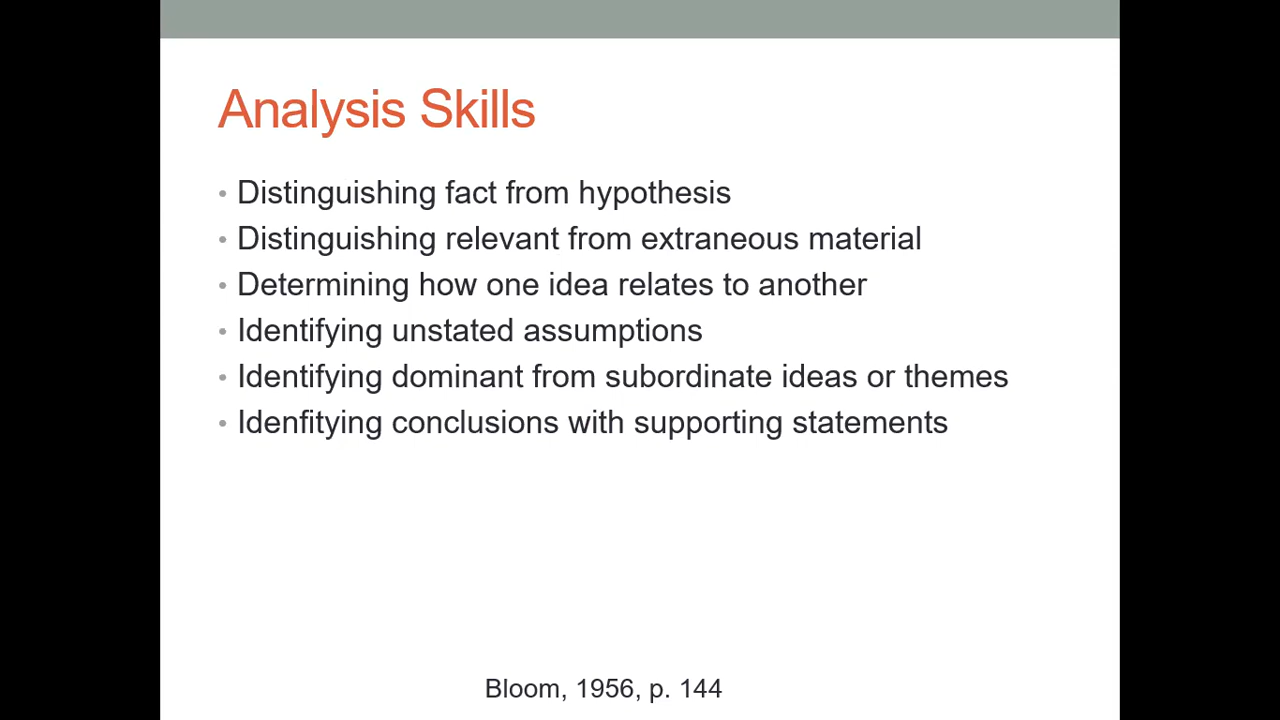 Analysis Skills
• Distinguishing fact from hypothesis
• Distinguishing relevant from extraneous material
• Determining how one idea relates to another
• Identifying unstated assumptions
• Identifying dominant from subordinate ideas or themes
• Idenfitying conclusions with supporting statements
Bloom, 1956, p. 144